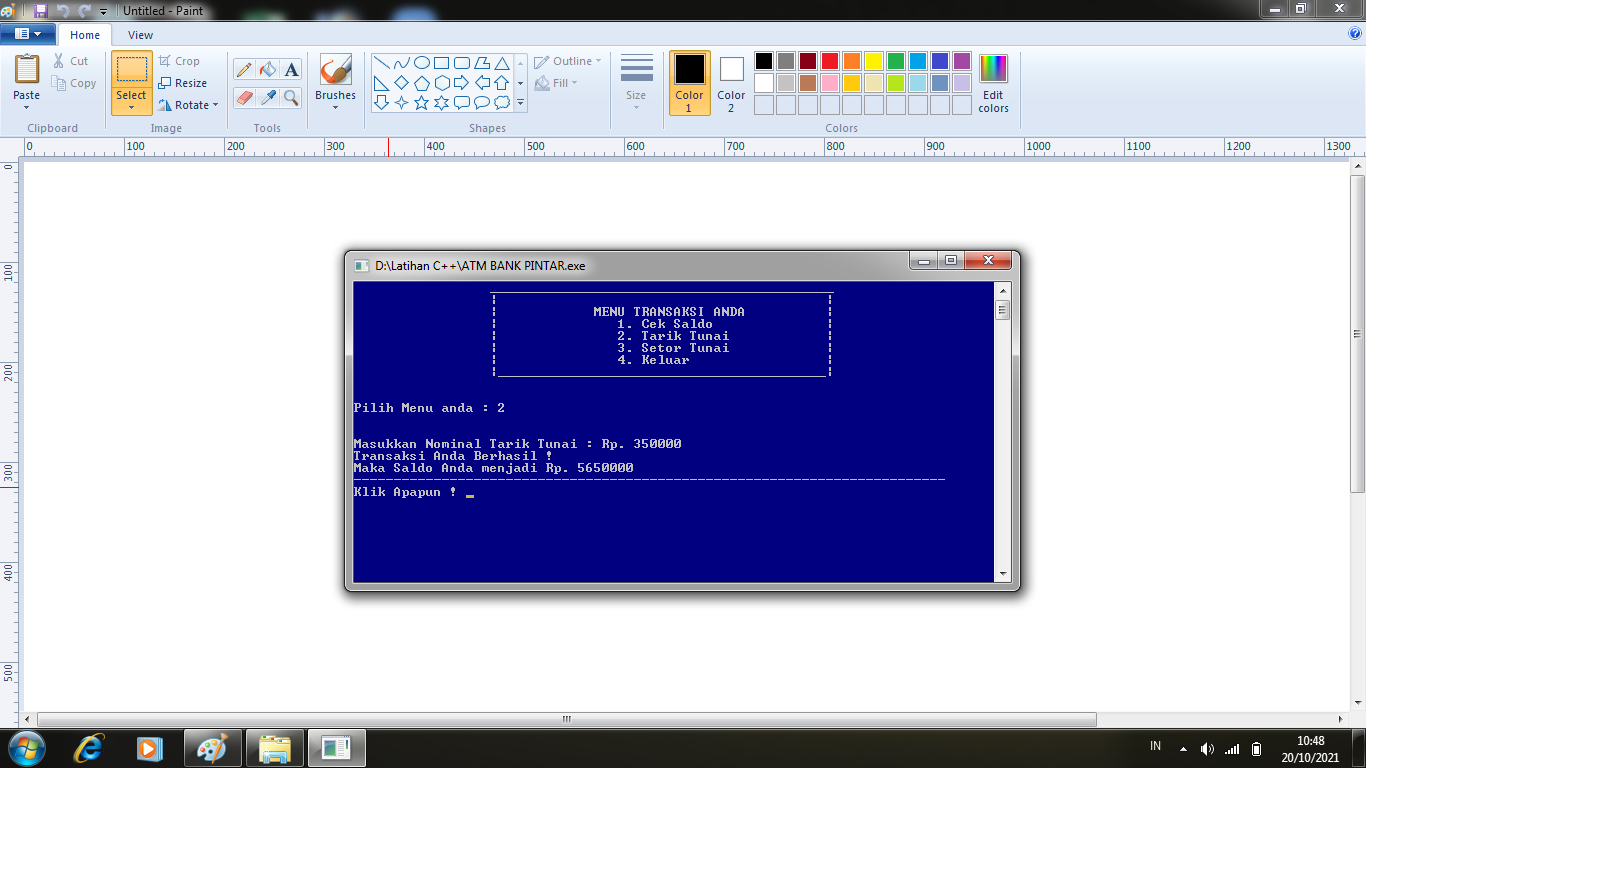 Untitled - Paint
Home View
Paste
Cut
Copy
Clipboard
Select
Crop
Resize
Rotate
Image
A
Tools
Brushes
Shapes
Outline
Fill
Size
Color 1
Color 2
Colors
Edit colors
0 100 200 300 400 500 600 700 800 900 1000 1100 1200 1300
0
100
200
300
400
500
D:\Latihan C++\ATM BANK PINTAR.exe
MENU TRANSAKSI ANDA
1. Cek Saldo
2. Tarik Tunai
3. Setor Tunai
4. Keluar
Pilih Menu anda : 2
Masukkan Nominal Tarik Tunai : Rp. 350000
Transaksi Anda Berhasil !
Maka Saldo Anda menjadi Rp. 5650000
Klik Apapun ! _
IN
10:48
20/10/2021